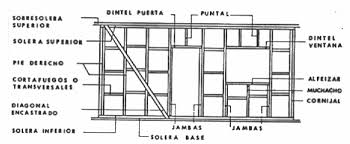 DINTEL PUERTA
PUNTAL
SOBRESOLERA
SUPERIOR
SOLERA SUPERIOR
PIE DERECHO
CORTAFUEGOS O
TRANSVERSALES
DIAGONAL
ENCASTRADO
SOLERA INFERIOR
DINTEL
VENTANA
ALFEIZAR
MUCHACHO
CORNIJAL
JAMBAS
JAMBAS
SOLERA BASE